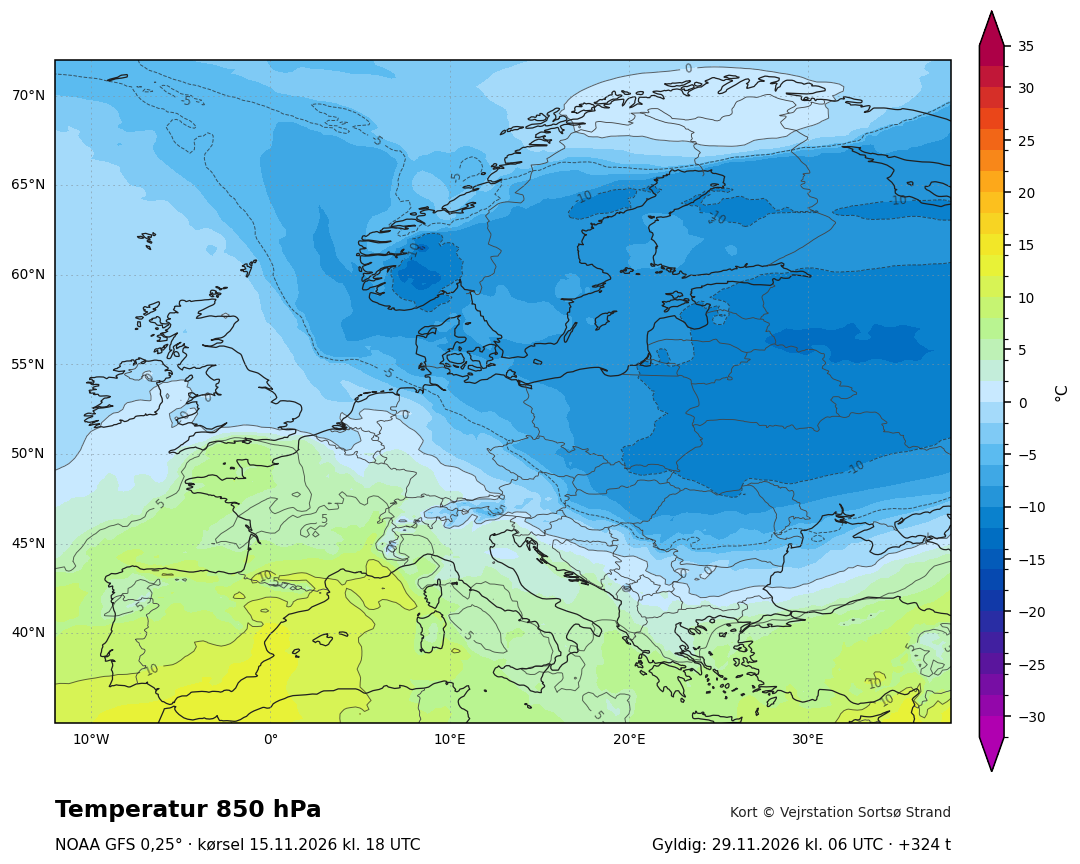 35
30
25
20
15
10
5
0
−5
−10
−15
−20
−25
−30
°C
70°N
65°N
60°N
55°N
50°N
45°N
40°N
10°W
0°
10°E
20°E
30°E
Temperatur 850 hPa
Kort © Vejrstation Sortsø Strand
NOAA GFS 0,25° · kørsel 15.11.2026 kl. 18 UTC
Gyldig: 29.11.2026 kl. 06 UTC · +324 t